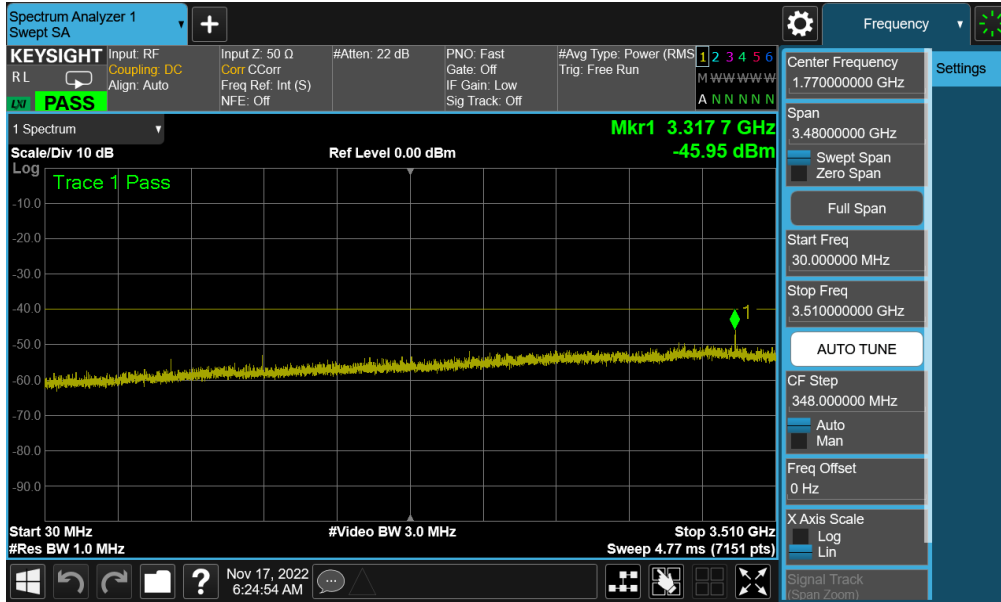 Spectrum Analyzer 1
Swept SA
Frequency
KEYSIGHT
RL
LXI
PASS
Input: RF
Coupling: DC
Align: Auto
Input Z: 50 Ω
Corr CCorr
Freq Ref: Int (S)
NFE: Off
#Atten: 22 dB
PNO: Fast
Gate: Off
IF Gain: Low
Sig Track: Off
#Avg Type: Power (RMS
Trig: Free Run
1 2 3 4 5 6
M W W W W W
A N N N N N
1 Spectrum
Mkr1 3.317 7 GHz
Scale/Div 10 dB
Ref Level 0.00 dBm
-45.95 dBm
Log
Trace 1 Pass
-10.0
-20.0
-30.0
-40.0
1
-50.0
-60.0
-70.0
-80.0
-90.0
Start 30 MHz
#Video BW 3.0 MHz
Stop 3.510 GHz
#Res BW 1.0 MHz
Sweep 4.77 ms (7151 pts)
?
Nov 17, 2022
6:24:54 AM
Center Frequency
1.770000000 GHz
Settings
Span
3.48000000 GHz
Swept Span
Zero Span
Full Span
Start Freq
30.000000 MHz
Stop Freq
3.510000000 GHz
AUTO TUNE
CF Step
348.000000 MHz
Auto
Man
Freq Offset
0 Hz
X Axis Scale
Log
Lin
Signal Track
(Span Zoom)